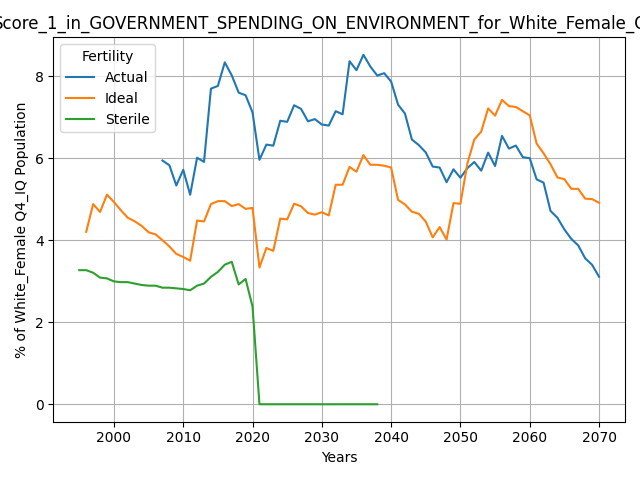 Score_1_in_GOVERNMENT_SPENDING_ON_ENVIRONMENT_for_White_Female_
Fertility
Actual
Ideal
Sterile
% of White_Female Q4_IQ Population
8
6
4
2
0
2000 2010 2020 2030 2040 2050 2060 2070
Years